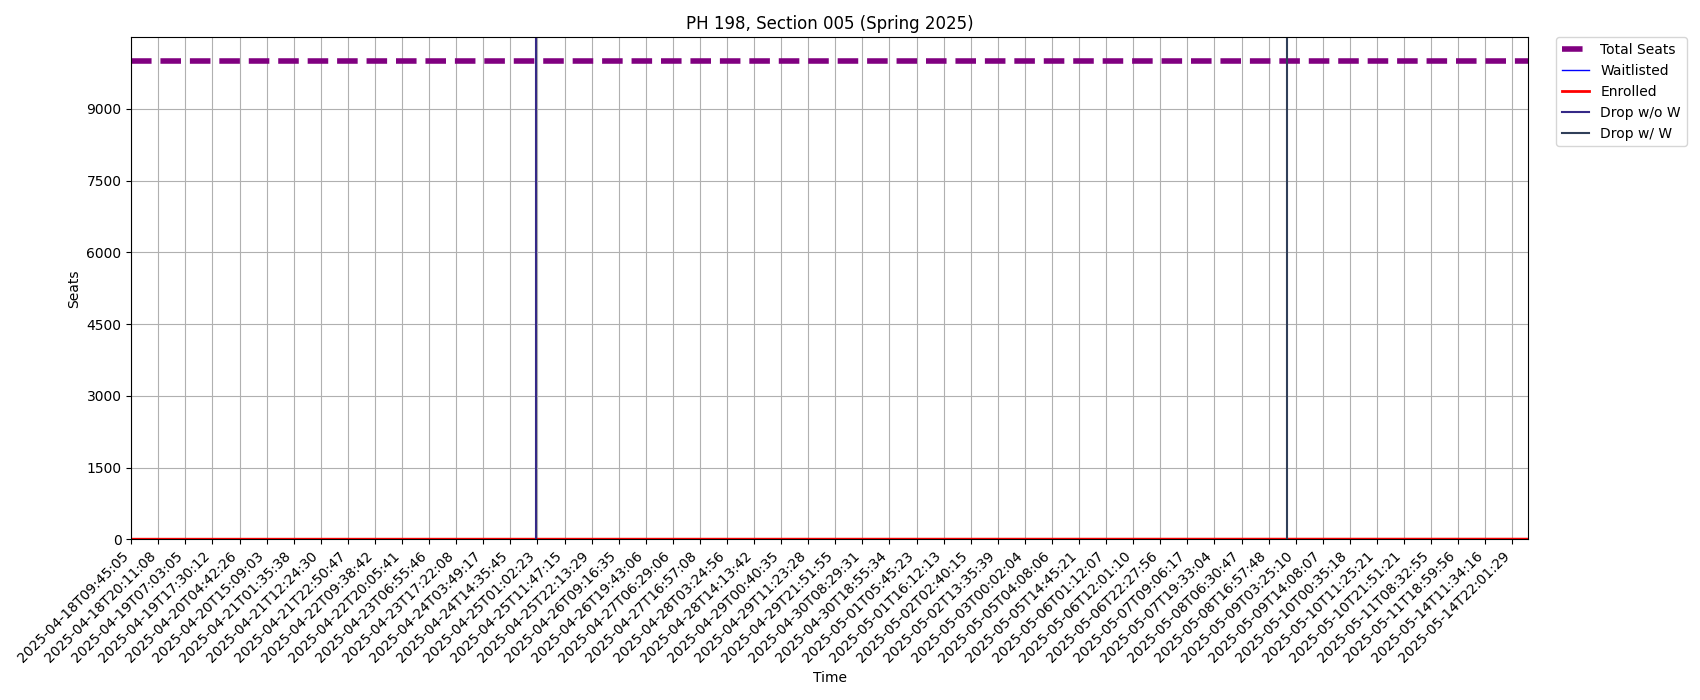 PH 198, Section 005 (Spring 2025)
Total Seats
Waitlisted
Enrolled
Drop w/o W
Drop w/ W
Seats
9000
7500
6000
4500
3000
1500
0
2025-04-18T09:45:05
2025-04-18T20:11:08
2025-04-19T07:03:05
2025-04-19T17:30:12
2025-04-20T04:42:26
2025-04-20T15:09:03
2025-04-21T01:35:38
2025-04-21T12:24:30
2025-04-21T22:50:47
2025-04-22T09:38:42
2025-04-22T20:05:41
2025-04-23T06:55:46
2025-04-23T17:22:08
2025-04-24T03:49:17
2025-04-24T14:35:45
2025-04-25T01:02:23
2025-04-25T11:47:15
2025-04-25T22:13:29
2025-04-26T09:16:35
2025-04-26T19:43:06
2025-04-27T06:29:06
2025-04-27T16:57:08
2025-04-28T03:24:56
2025-04-28T14:13:42
2025-04-29T00:40:35
2025-04-29T11:23:28
2025-04-29T21:51:55
2025-04-30T08:29:31
2025-04-30T18:55:34
2025-05-01T05:45:23
2025-05-01T16:12:13
2025-05-02T02:40:15
2025-05-02T13:35:39
2025-05-03T00:02:04
2025-05-05T04:08:06
2025-05-05T14:45:21
2025-05-06T01:12:07
2025-05-06T12:01:10
2025-05-06T22:27:56
2025-05-07T09:06:17
2025-05-07T19:33:04
2025-05-08T06:30:47
2025-05-08T16:57:48
2025-05-09T03:25:10
2025-05-09T14:08:07
2025-05-10T00:35:18
2025-05-10T11:25:21
2025-05-10T21:51:21
2025-05-11T08:32:55
2025-05-11T18:59:56
2025-05-14T11:34:16
2025-05-14T22:01:29
Time